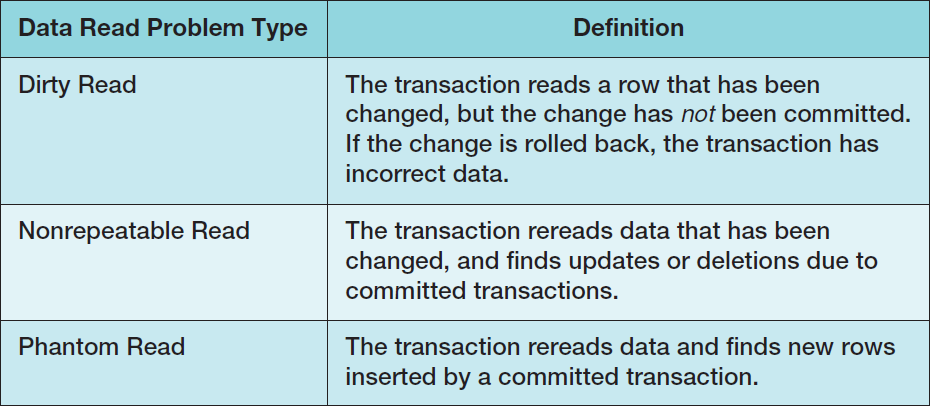 Data Read Problem Type
Definition
Dirty Read
The transaction reads a row that has been
changed, but the change has not been committed.
If the change is rolled back, the transaction has
incorrect data.
Nonrepeatable Read
The transaction rereads data that has been
changed, and finds updates or deletions due to
committed transactions.
Phantom Read
The transaction rereads data and finds new rows
inserted by a committed transaction.